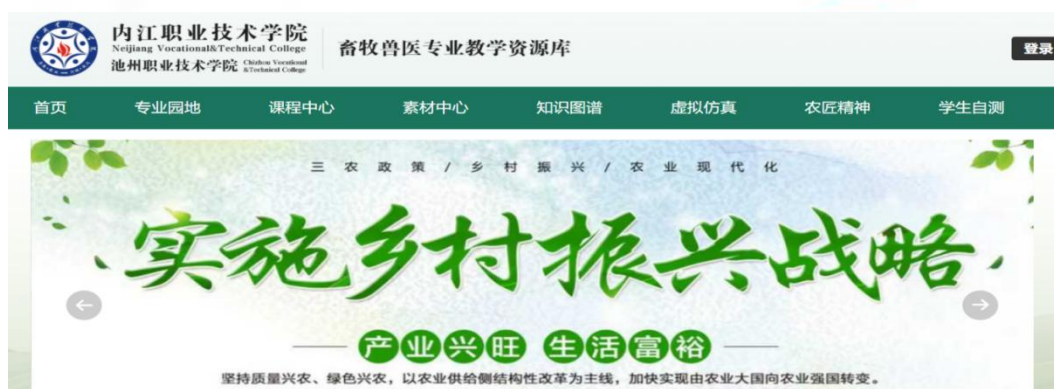 内江职业技术学院
Neijiang Vocational&Technical College
池州职业技术学院 Chizhou Vocational &Technical College
畜牧兽医专业教学资源库
登录
首页 专业园地 课程中心 素材中心 知识图谱 虚拟仿真 农匠精神 学生自测
三农政策/乡村振兴/农业现代化
实施乡村振兴战略
产业兴旺 生活富裕
坚持质量兴农、绿色兴农，以农业供给侧结构性改革为主线，加快实现由农业大国向农业强国转变。